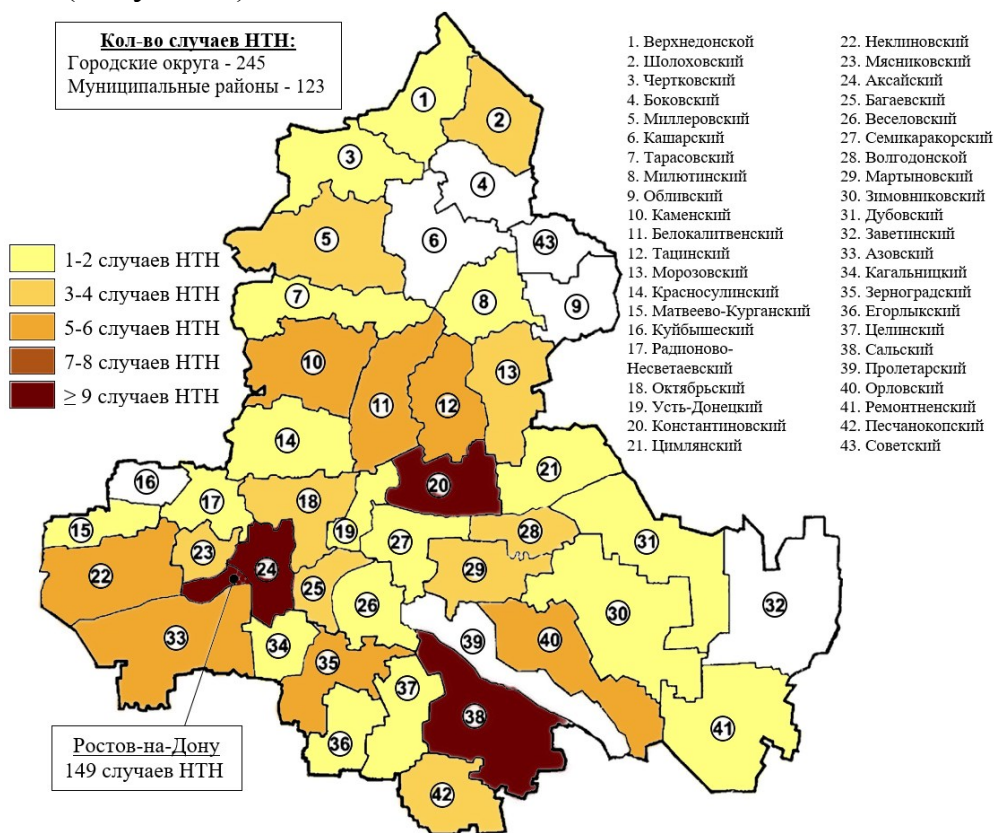 Кол-во случаев НТН:
Городские округа - 245
Муниципальные районы - 123
1. Верхнедонской
2. Шолоховский
3. Чертковский
4. Боковский
5. Миллеровский
6. Кашарский
7. Тарасовский
8. Милютинский
9. Обливский
10. Каменский
11. Белокалитвенский
12. Тацинский
13. Морозовский
14. Красносулинский
15. Матвеево-Курганский
16. Куйбышеский
17. Радионово-
Несветаевский
18. Октябрьский
19. Усть-Донецкий
20. Константиновский
21. Цимлянский
22. Неклиновский
23. Мясниковский
24. Аксайский
25. Багаевский
26. Веселовский
27. Семикаракорский
28. Волгодонской
29. Мартыновский
30. Зимовниковский
31. Дубовский
32. Заветинский
33. Азовский
34. Кагальницкий
35. Зерноградский
36. Егорлыкский
37. Целинский
38. Сальский
39. Пролетарский
40. Орловский
41. Ремонтненский
42. Песчанокопский
43. Советский
1-2 случаев НТН
3-4 случаев НТН
5-6 случаев НТН
7-8 случаев НТН
≥ 9 случаев НТН
1
2
3
4
5
6
43
7
8
9
10
11
12
13
14
16
20
21
15
17
18
19
27
28
31
22
23
24
25
26
29
30
32
33
34
35
39
40
37
38
36
41
42
Ростов-на-Дону
149 случаев НТН